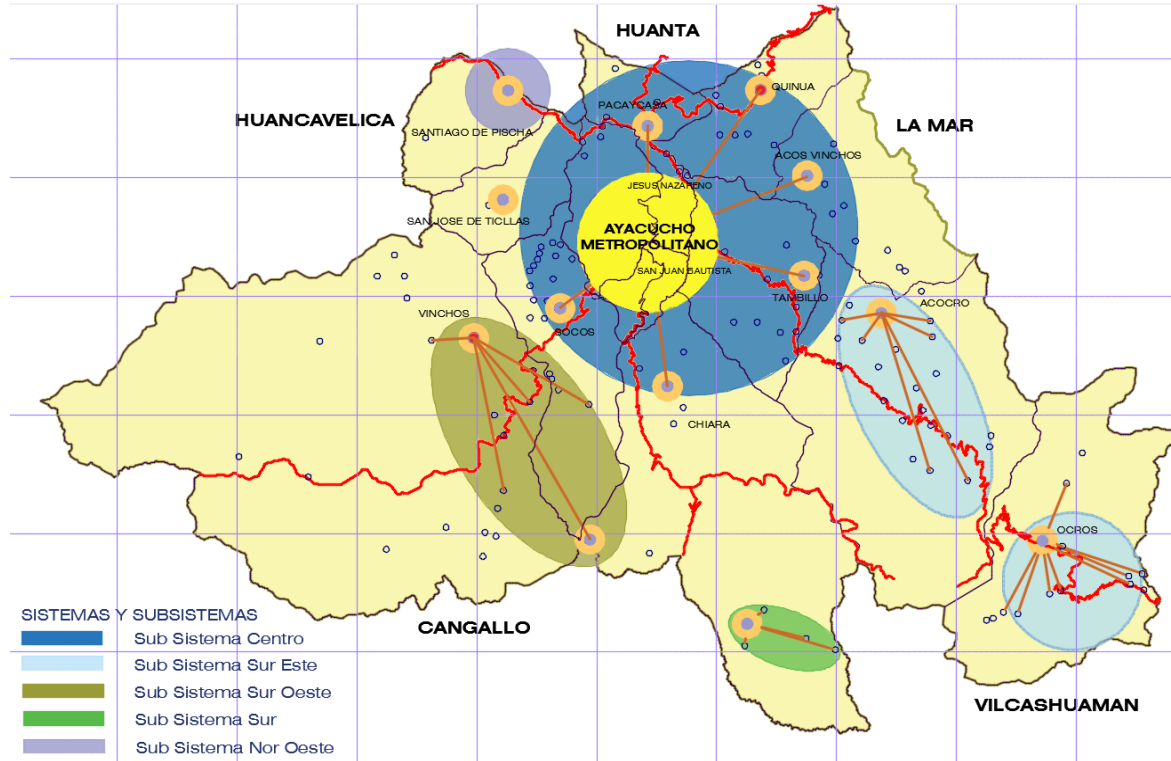 HUANTA
QUINUA
PACAYCASA
HUANCAVELICA
SANTIAGO DE PISCHA
LA MAR
ACOS VINCHOS
JESUS NAZARENO
SAN JOSE DE TICLLAS
AYACUCHO
METROPOLITANO
SAN JUAN BAUTISTA
TAMBILLO
ACOCRO
VINCHOS
SOCOS
CHIARA
OCROS
SISTEMAS Y SUBSISTEMAS
Sub Sistema Centro
Sub Sistema Sur Este
Sub Sistema Sur Oeste
Sub Sistema Sur
Sub Sistema Nor Oeste
CANGALLO
VILCASHUAMAN